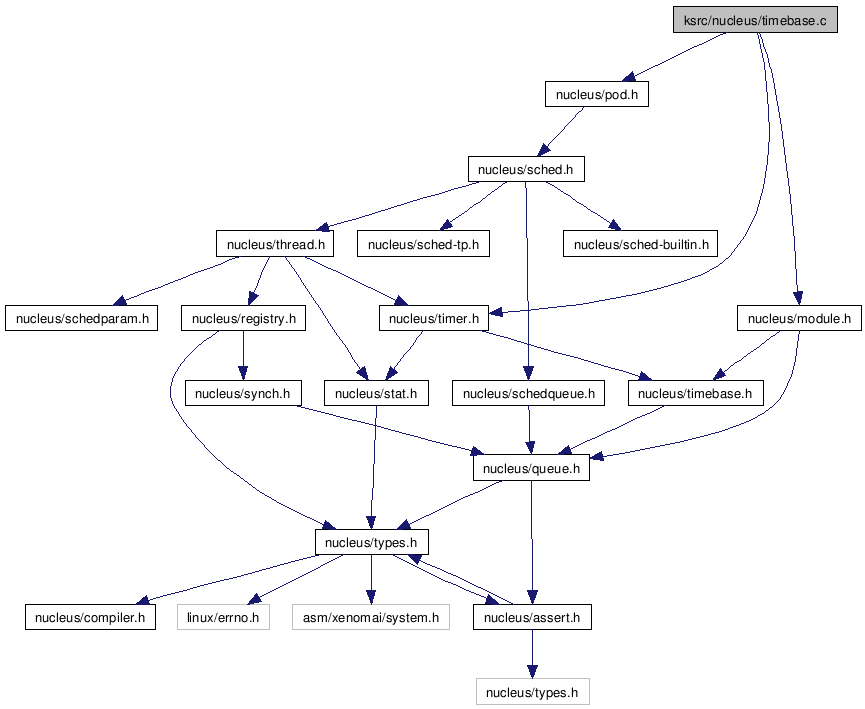 ksrc/nucleus/timebase.c
nucleus/pod.h
nucleus/sched.h
nucleus/thread.h
nucleus/sched-tp.h
nucleus/sched-builtin.h
nucleus/schedparam.h
nucleus/registry.h
nucleus/timer.h
nucleus/module.h
nucleus/synch.h
nucleus/stat.h
nucleus/schedqueue.h
nucleus/timebase.h
nucleus/queue.h
nucleus/types.h
nucleus/compiler.h
linux/errno.h
asm/xenomai/system.h
nucleus/assert.h
nucleus/types.h